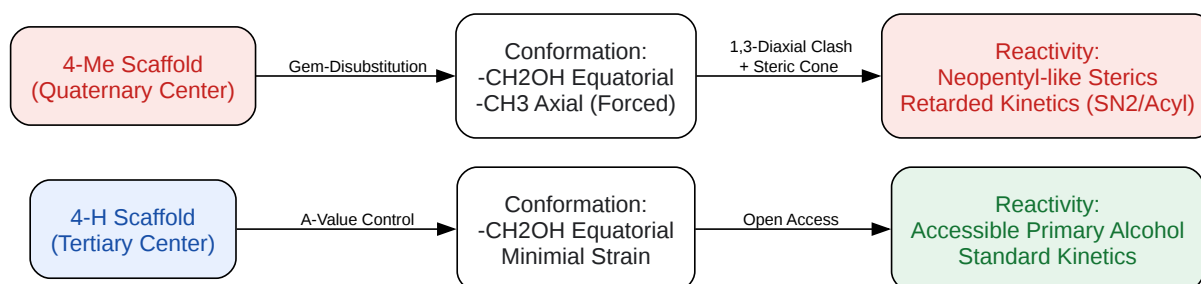 4-Me Scaffold
(Quaternary Center)
Gem-Disubstitution
Conformation:
-CH2OH Equatorial
-CH3 Axial (Forced)
1,3-Diaxial Clash
+ Steric Cone
Reactivity:
Neopentyl-like Sterics
Retarded Kinetics (SN2/Acyl)
4-H Scaffold
(Tertiary Center)
A-Value Control
Conformation:
-CH2OH Equatorial
Minimial Strain
Open Access
Reactivity:
Accessible Primary Alcohol
Standard Kinetics